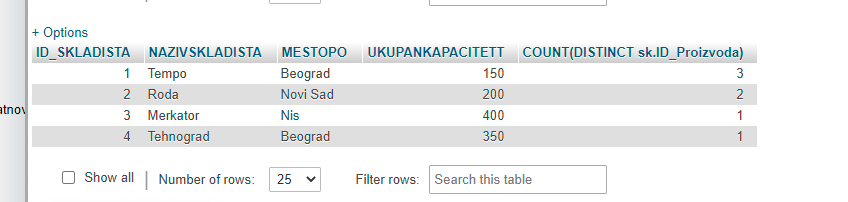 + Options
ID_SKLADISTA NAZIVSKLADISTA MESTOPO UKUPANKAPACITETT COUNT(DISTINCT sk.ID_Proizvoda)
1 Tempo Beograd 150 3
2 Roda Novi Sad 200 2
atnov
3 Merkator Nis 400 1
4 Tehnograd Beograd 350 1
Show all Number of rows: 25 Filter rows: Search this table